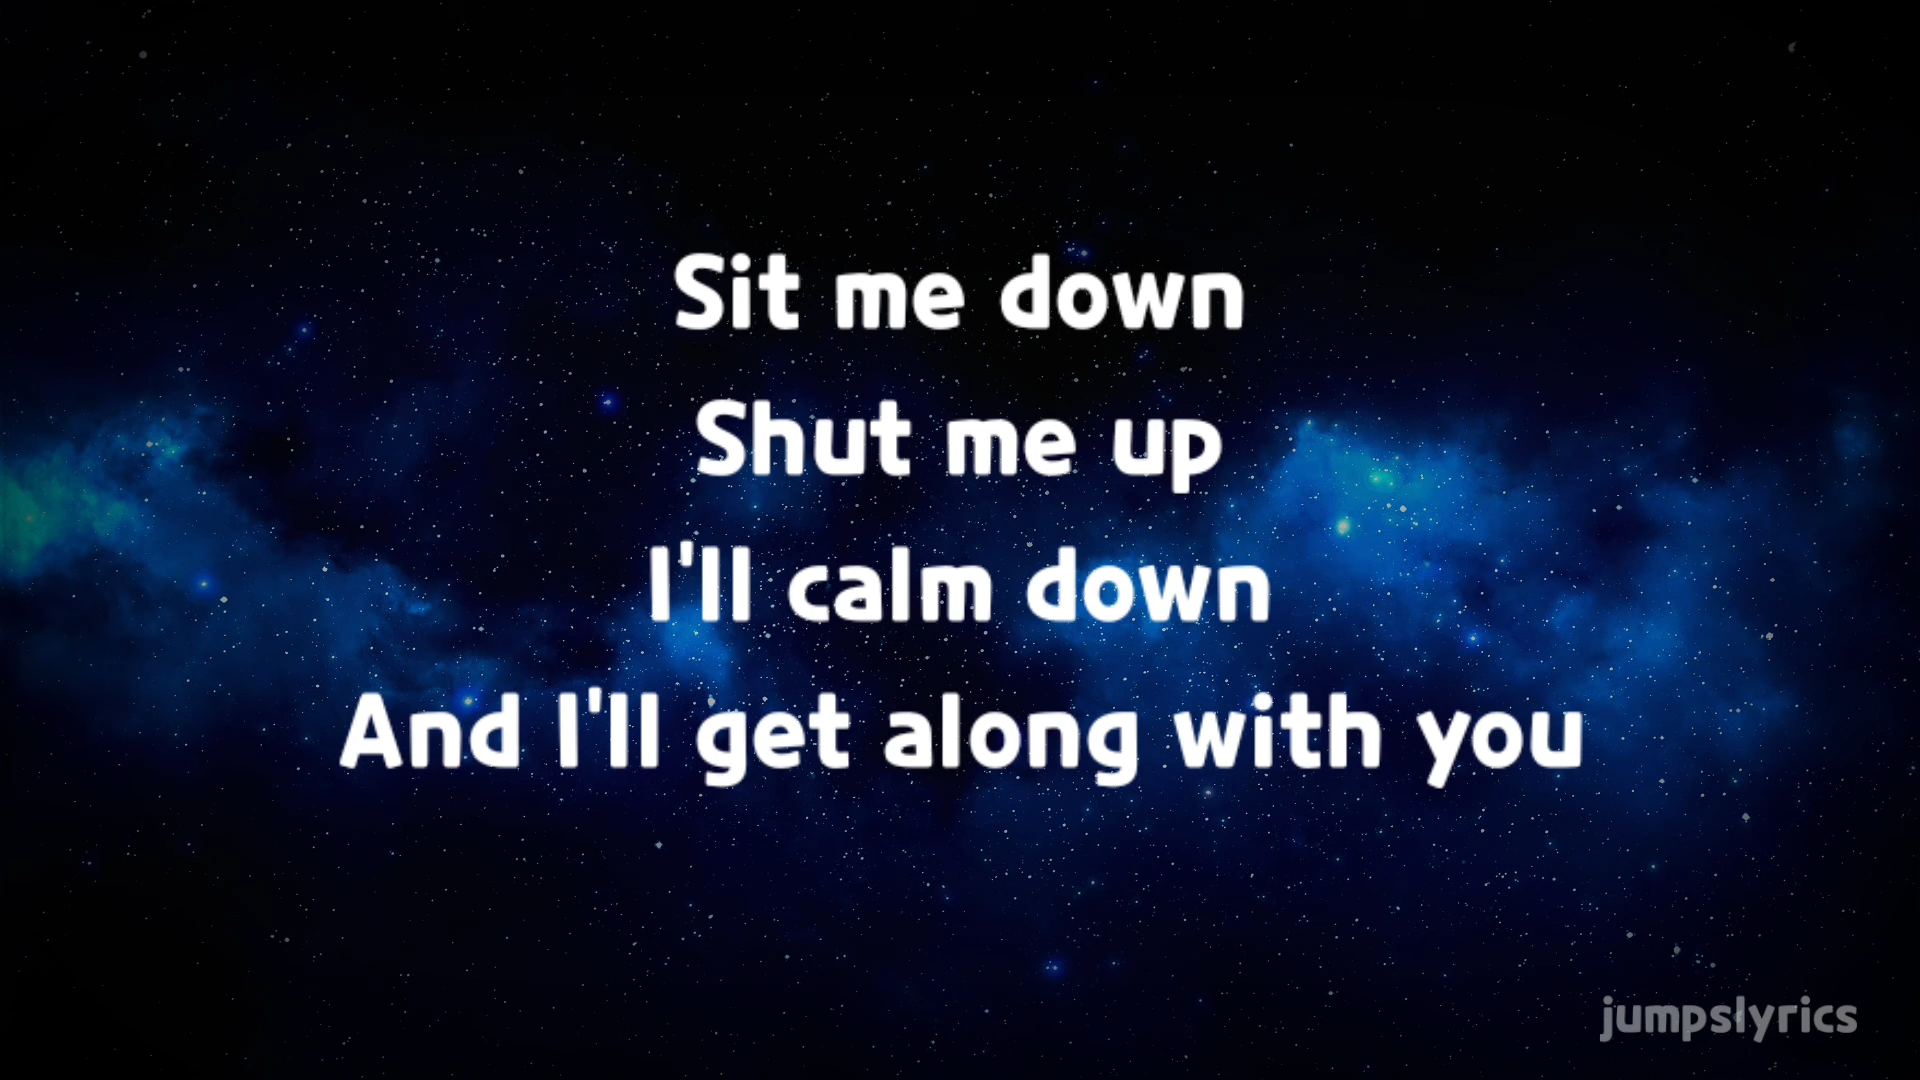 Sit me down
Shut me up
I'll calm down
And I'll get along with you
jumpslyrics